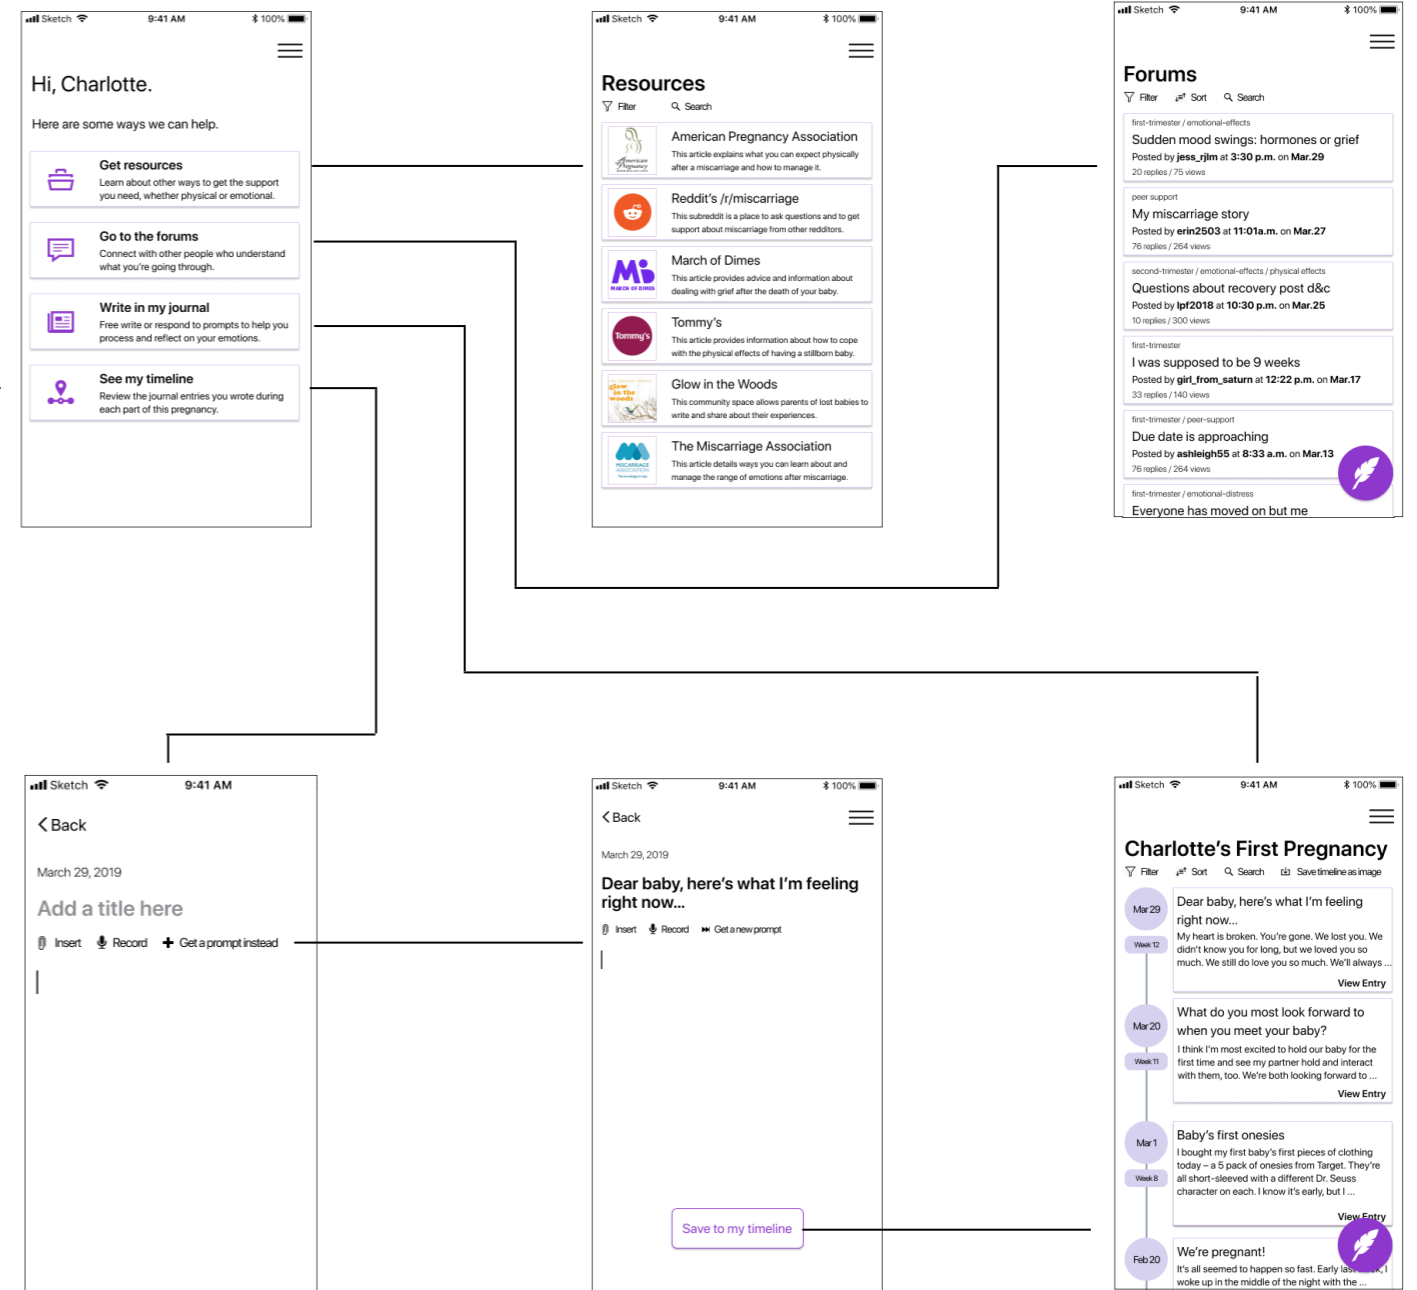 Sketch 9:41 AM 100%
Hi, Charlotte.
Here are some ways we can help.
Get resources
Learn about other ways to get the support
you need, whether physical or emotional.
Go to the forums
Connect with other people who understand
what you're going through.
Write in my journal
Free write or respond to prompts to help you
process and reflect on your emotions.
See my timeline
Review the journal entries you wrote during
each part of this pregnancy.
Sketch 9:41 AM 100%
Resources
Filter Search
American Pregnancy Association
This article explains what you can expect physically
after a miscarriage and how to manage it.
American
Pregnancy
Reddit's /r/miscarriage
This subreddit is a place to ask questions and to get
support about miscarriage from other redditors.
March of Dimes
This article provides advice and information about
dealing with grief after the death of your baby.
MARCH OF DIMES
Tommy's
Tommy's
This article provides information about how to cope
with the physical effects of having a stillborn baby.
glow
in the
woods
Glow in the Woods
This community space allows parents of lost babies to
write and share about their experiences.
MISCARRIAGE
ASSOCIATION
The Miscarriage Association
This article details ways you can learn about and
manage the range of emotions after miscarriage.
Sketch 9:41 AM 100%
Forums
Filter Sort Search
first-trimester / emotional-effects
Sudden mood swings: hormones or grief
Posted by jess_rjlm at 3:30 p.m. on Mar.29
20 replies / 75 views
peer support
My miscarriage story
Posted by erin2503 at 11:01a.m. on Mar.27
76 replies / 264 views
second-trimester / emotional-effects / physical effects
Questions about recovery post d&c
Posted by lpf2018 at 10:30 p.m. on Mar.25
10 replies / 300 views
first-trimester
I was supposed to be 9 weeks
Posted by girl_from_saturn at 12:22 p.m. on Mar.17
33 replies / 140 views
first-trimester / peer-support
Due date is approaching
Posted by ashleigh55 at 8:33 a.m. on Mar.13
76 replies / 264 views
first-trimester / emotional-distress
Everyone has moved on but me
Sketch 9:41 AM
Back
March 29, 2019
Add a title here
Insert Record Get a prompt instead
Sketch 9:41 AM 100%
Back
March 29, 2019
Dear baby, here's what I'm feeling
right now...
Insert Record Get a new prompt
Save to my timeline
Sketch 9:41 AM 100%
Charlotte's First Pregnancy
Filter Sort Search Save timeline as image
Mar 29
Week 12
Dear baby, here's what I'm feeling
right now...
My heart is broken. You're gone. We lost you. We
didn't know you for long, but we loved you so
much. We still do love you so much. We'll always ...
View Entry
Mar 20
Week 11
What do you most look forward to
when you meet your baby?
I think I'm most excited to hold our baby for the
first time and see my partner hold and interact
with them, too. We're both looking forward to ...
View Entry
Mar 1
Week 8
Baby's first onesies
I bought my first baby's first pieces of clothing
today – a 5 pack of onesies from Target. They're
all short-sleeved with a different Dr. Seuss
character on each. I know it's early, but I ...
View Entry
Feb 20
We're pregnant!
It's all seemed to happen so fast. Early I
woke up in the middle of the night with the ...